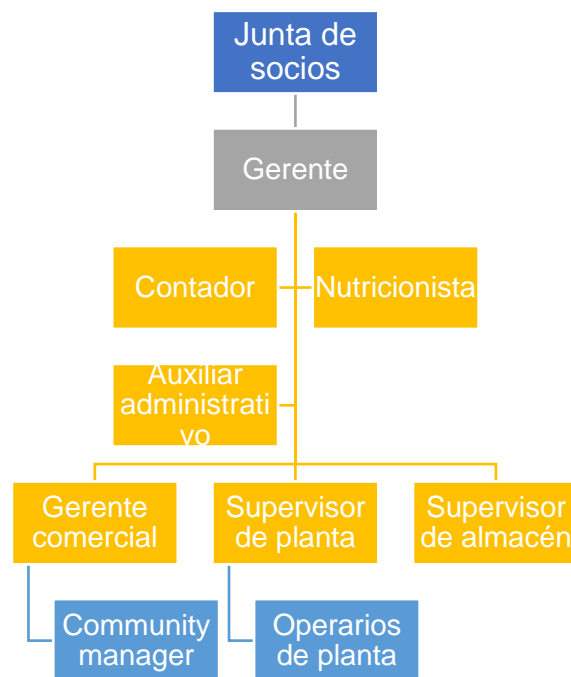 Junta de
socios
Gerente
Contador
Nutricionista
Auxiliar
administrati
vo
Gerente
comercial
Supervisor
de planta
Supervisor
de almacén
Community
manager
Operarios
de planta